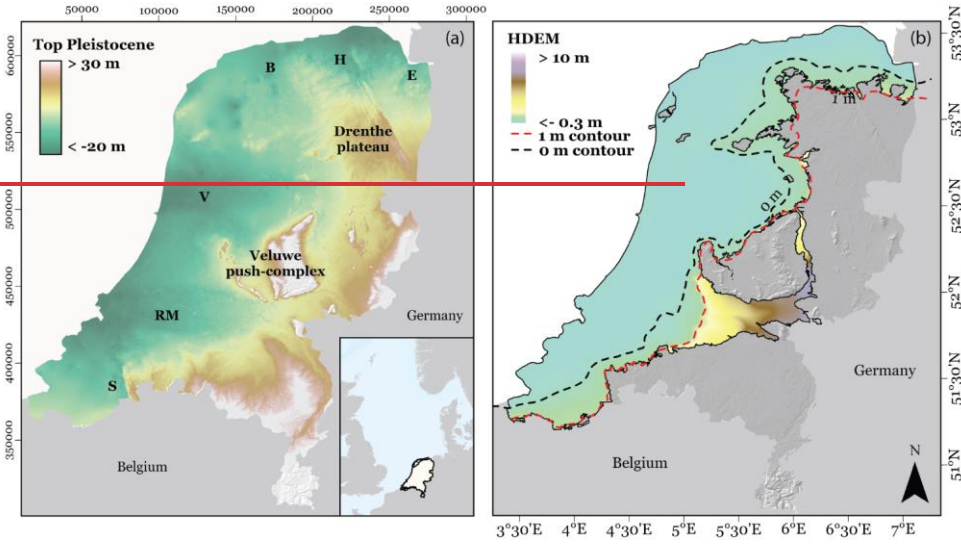 50000 100000 150000 200000 250000 300000
(a)
Top Pleistocene
> 30 m
< -20 m
B
H
E
Drenthe
plateau
V
Veluwe
push-complex
RM
S
Germany
Belgium
600000
550000
500000
450000
400000
350000
(b)
HDEM
> 10 m
<- 0.3 m
1 m contour
0 m contour
1 m
0 m
Germany
Belgium
N
53°30'N
53°N
52°30'N
52°N
51°30'N
51°N
3°30'E 4°E 4°30'E 5°E 5°30'E 6°E 6°30'E 7°E